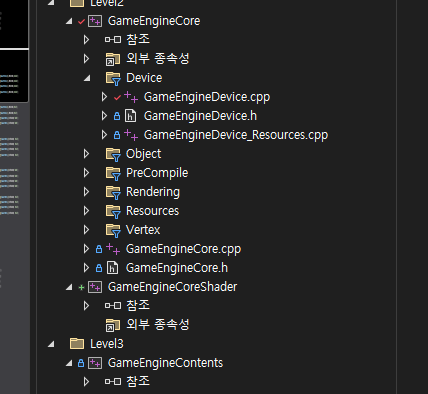 Level2
GameEngineCore
참조
외부 종속성
Device
GameEngineDevice.cpp
GameEngineDevice.h
GameEngineDevice_Resources.cpp
Object
PreCompile
Rendering
Resources
Vertex
GameEngineCore.cpp
GameEngineCore.h
GameEngineCoreShader
참조
외부 종속성
Level3
GameEngineContents
참조